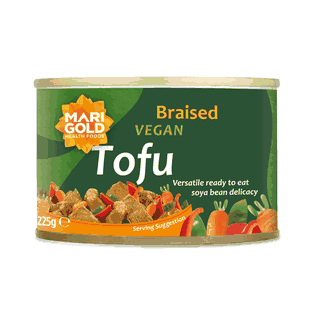 MARI
GOLD
HEALTH FOODS
Braised
VEGAN
Tofu
Versatile ready to eat
soya bean delicacy
225g ℮
Serving Suggestion